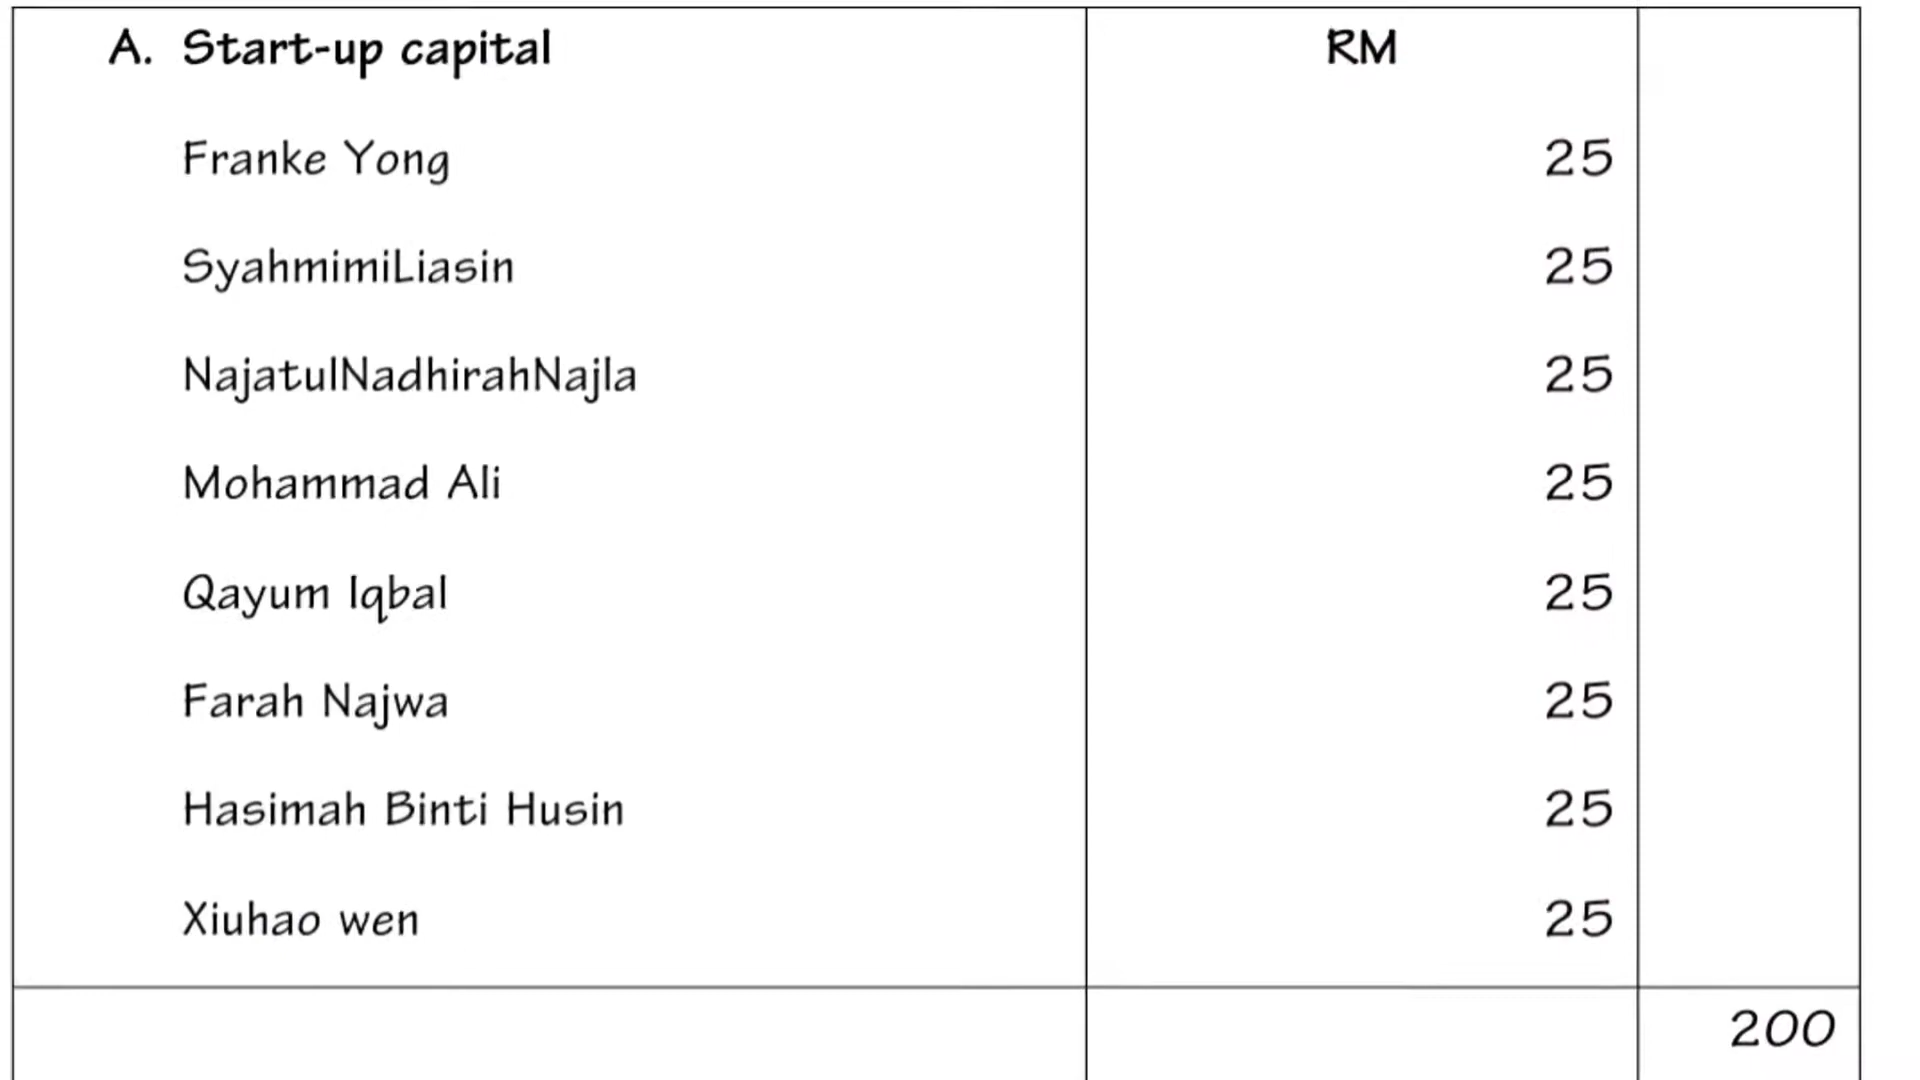 A. Start-up capital RM
Franke Yong 25
SyahmimiLiasin 25
NajatulNadhirahNajla 25
Mohammad Ali 25
Qayum Iqbal 25
Farah Najwa 25
Hasimah Binti Husin 25
Xiuhao wen 25
200